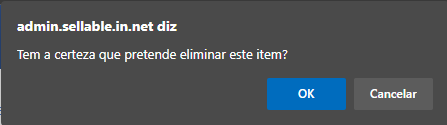 admin.sellable.in.net diz
Tem a certeza que pretende eliminar este item?
OK
Cancelar